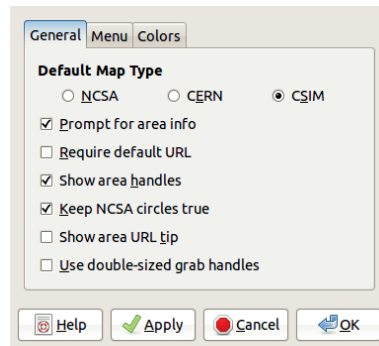 General Menu Colors
Default Map Type
NCSA CERN CSIM
Prompt for area info
Require default URL
Show area handles
Keep NCSA circles true
Show area URL tip
Use double-sized grab handles
Help Apply Cancel OK